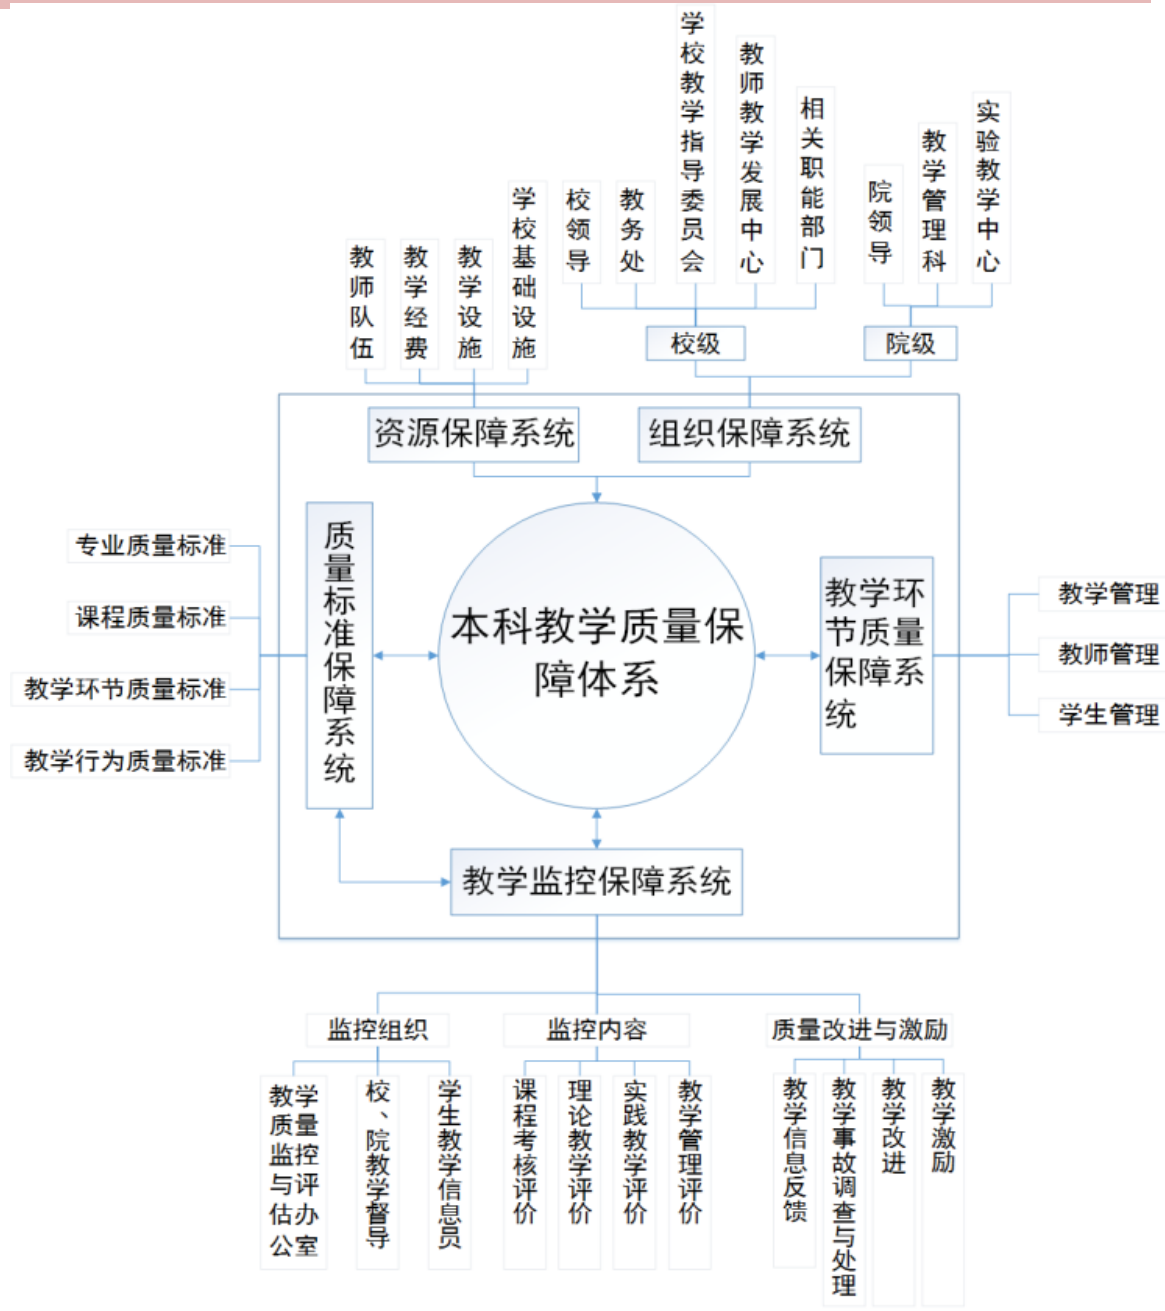 教师队伍
教学经费
教学设施
学校基础设施
校领导
教务处
学校教学指导委员会
教师教学发展中心
相关职能部门
院领导
教学管理科
实验教学中心
校级
院级
资源保障系统
组织保障系统
专业质量标准
课程质量标准
教学环节质量标准
教学行为质量标准
质量标准保障系统
本科教学质量保
障体系
教学环
节质量
保障系
统
教学管理
教师管理
学生管理
教学监控保障系统
监控组织
监控内容
质量改进与激励
教学
质量
监控
与评
估办
公室
校、院教学督导
学生教学信息员
课程考核评价
理论教学评价
实践教学评价
教学管理评价
教学信息反馈
教学事故调查与处理
教学改进
教学激励